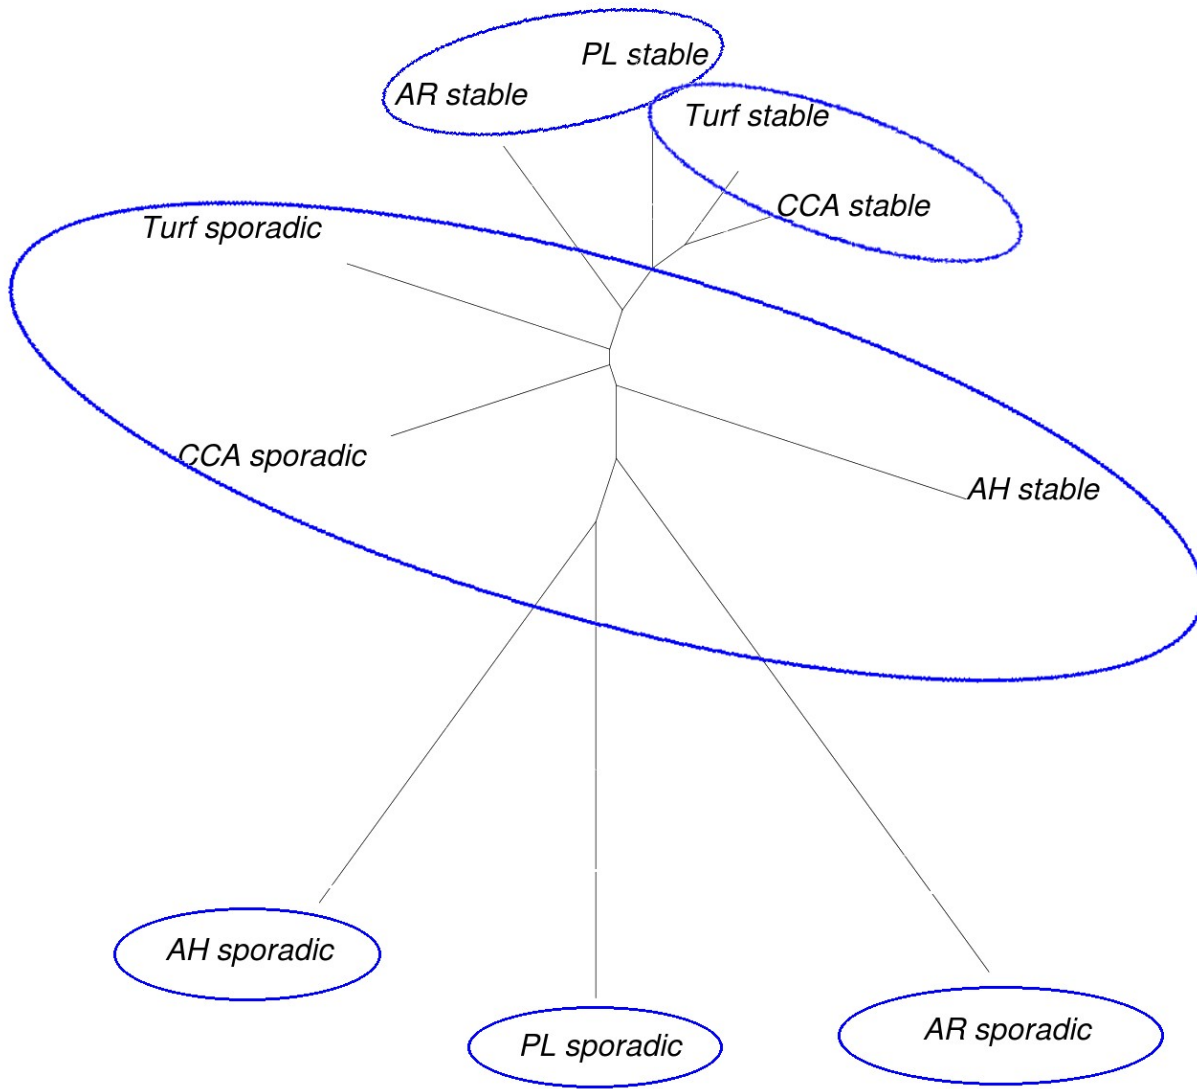 PL stable
AR stable
Turf stable
CCA stable
Turf sporadic
CCA sporadic
AH stable
AH sporadic
PL sporadic
AR sporadic